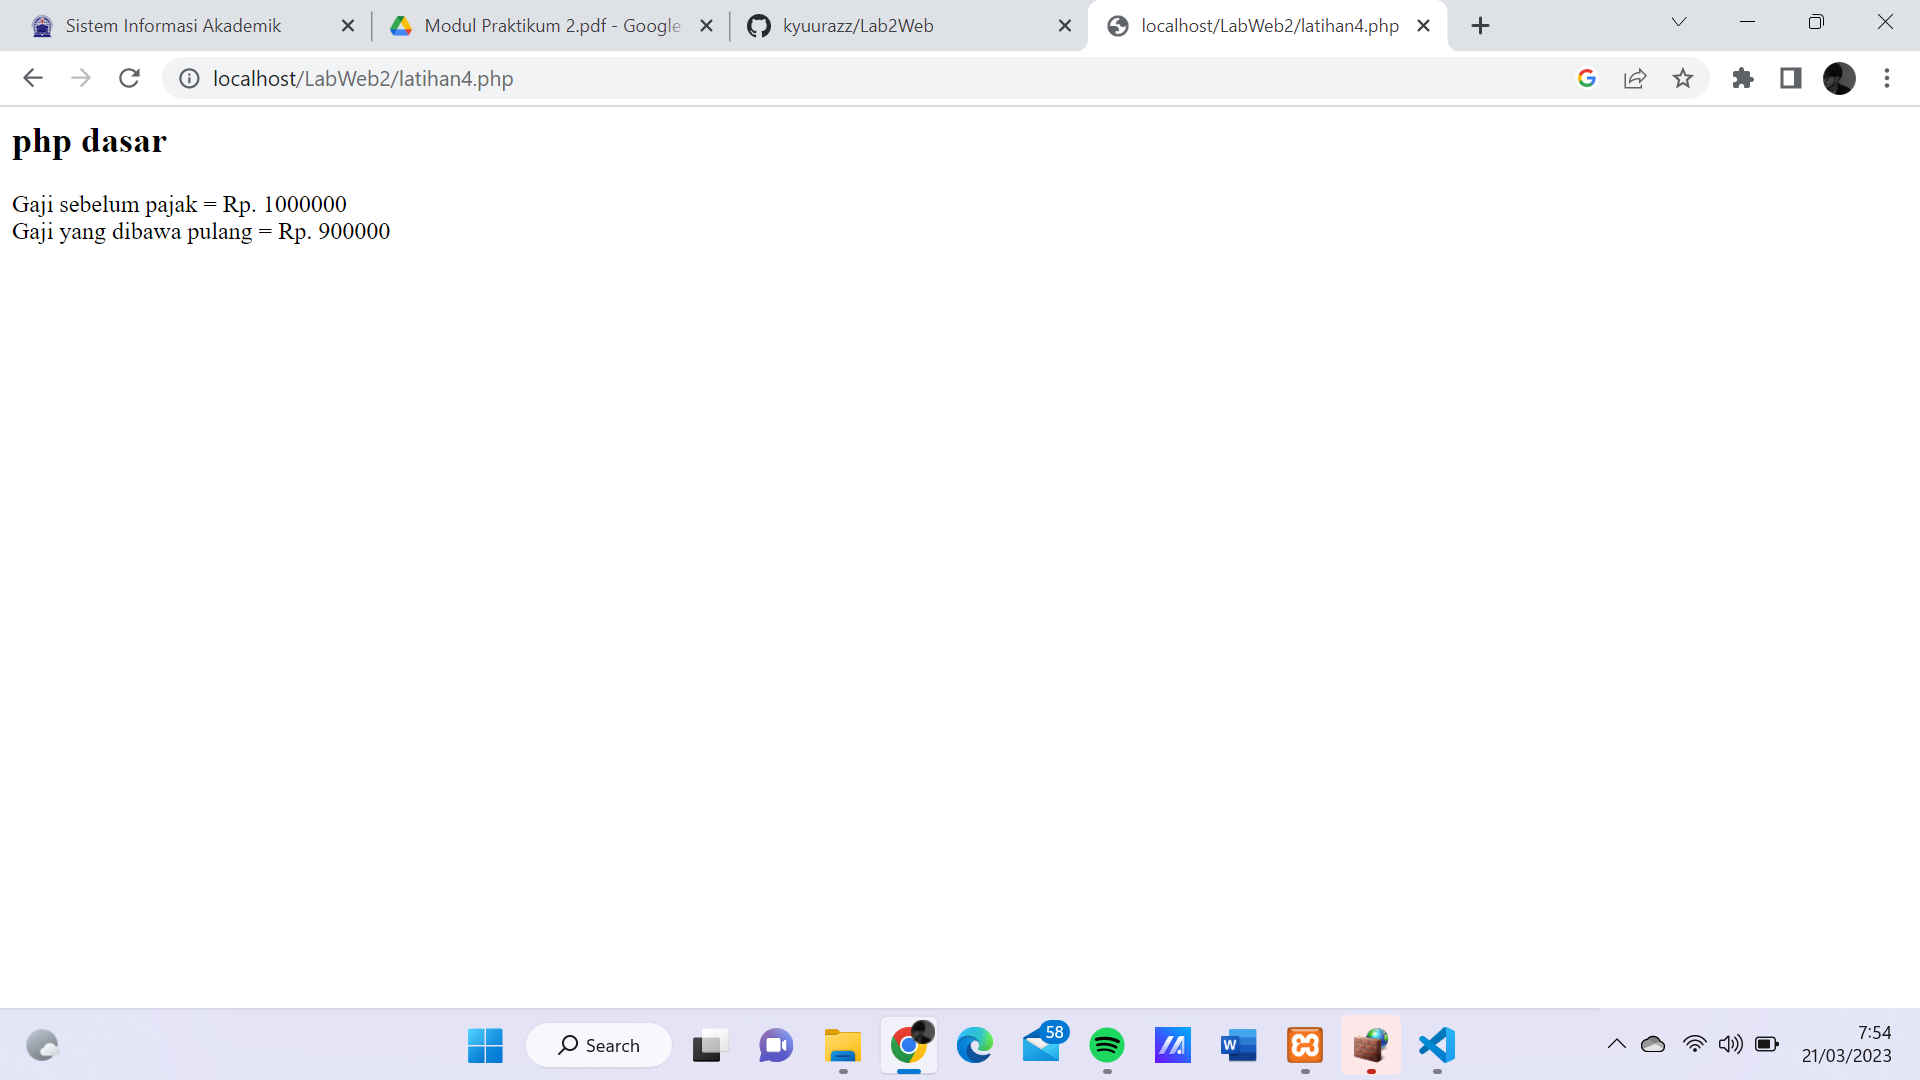 Sistem Informasi Akademik
Modul Praktikum 2.pdf - Google
kyuurazz/Lab2Web
localhost/LabWeb2/latihan4.php
localhost/LabWeb2/latihan4.php
php dasar
Gaji sebelum pajak = Rp. 1000000
Gaji yang dibawa pulang = Rp. 900000
Search
58
7:54
21/03/2023